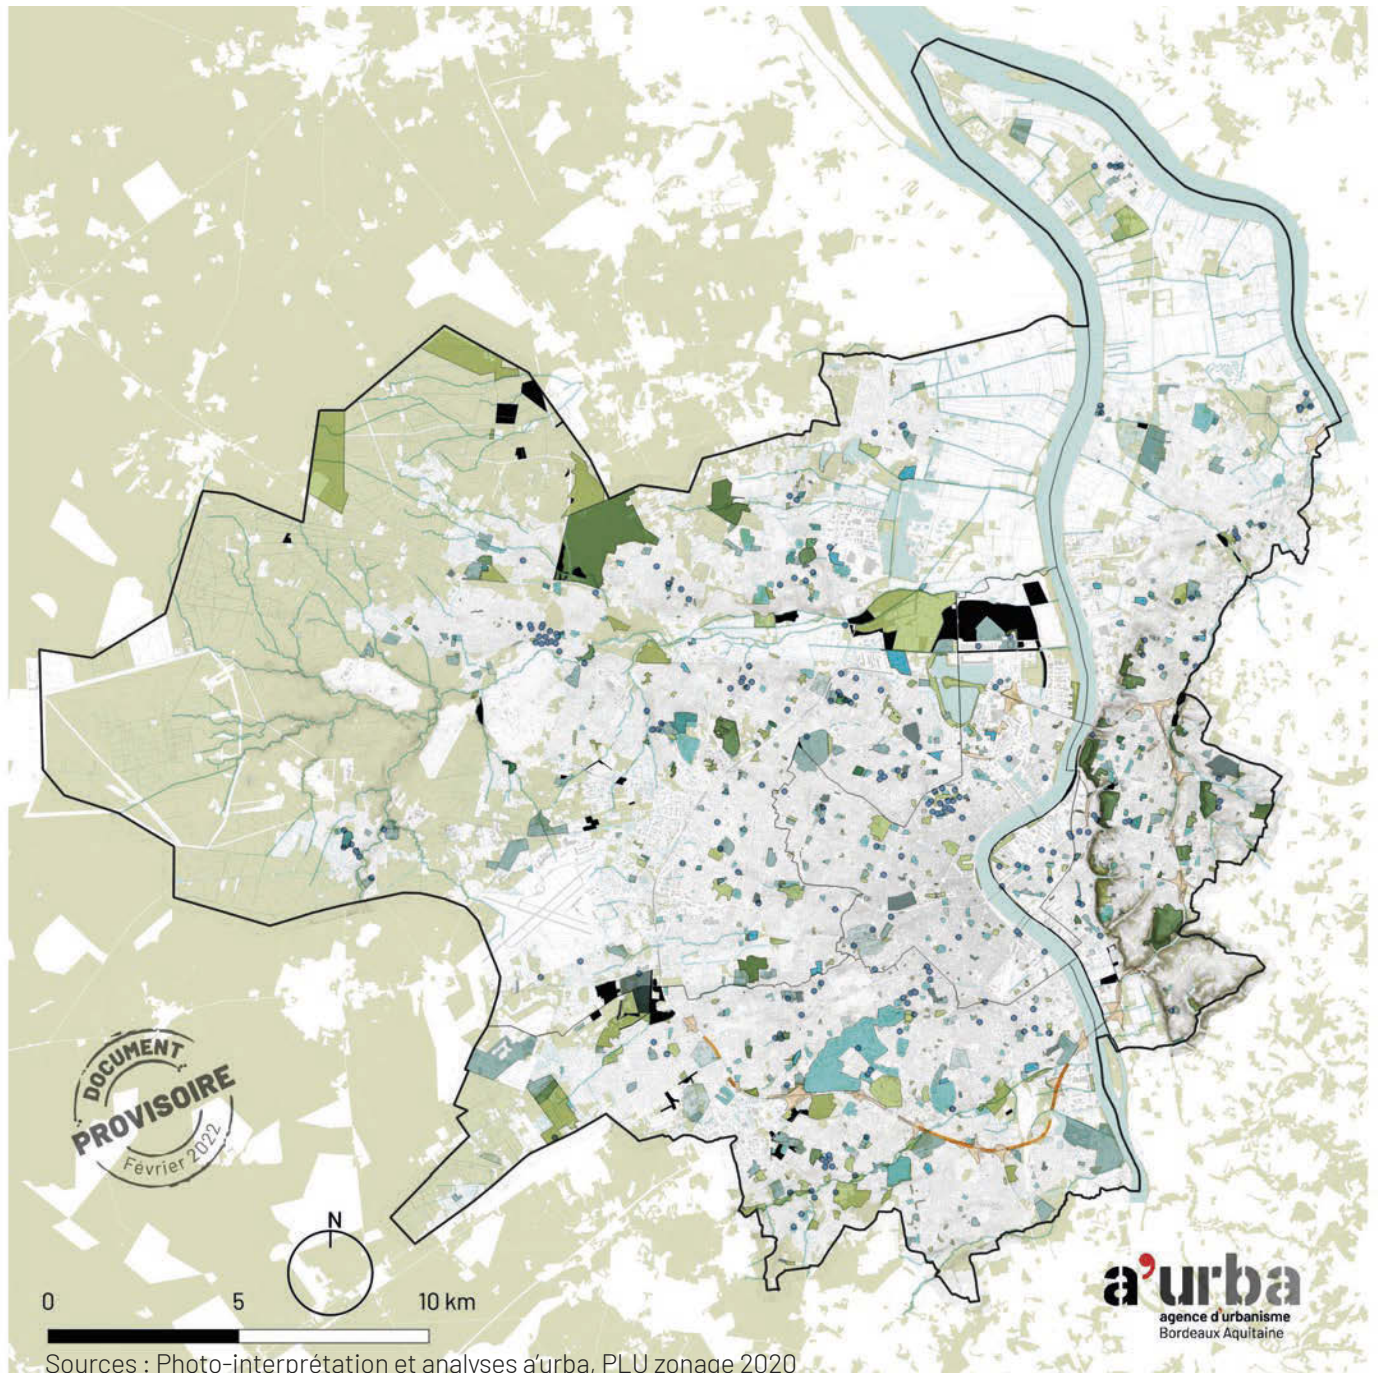 DOCUMENT
PROVISOIRE
Février 2022
N
0 5 10 km
a'urba
agence d'urbanisme
Bordeaux Aquitaine
Sources : Photo-interprétation et analyses a'urba, PLU zonage 2020